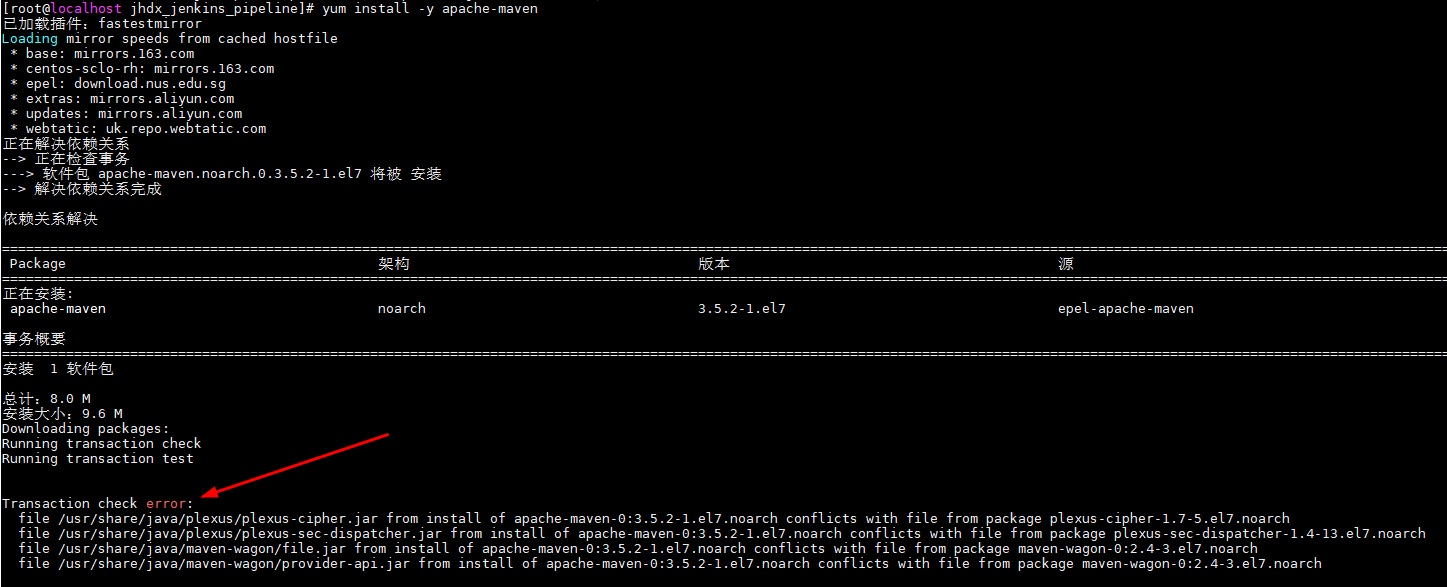 [root@localhost jhdx_jenkins_pipeline]# yum install -y apache-maven
已加载插件：fastestmirror
Loading mirror speeds from cached hostfile
 * base: mirrors.163.com
 * centos-sclo-rh: mirrors.163.com
 * epel: download.nus.edu.sg
 * extras: mirrors.aliyun.com
 * updates: mirrors.aliyun.com
 * webtatic: uk.repo.webtatic.com
正在解决依赖关系
--> 正在检查事务
---> 软件包 apache-maven.noarch.0.3.5.2-1.el7 将被 安装
--> 解决依赖关系完成
依赖关系解决
Package 架构 版本 源
正在安装:
apache-maven noarch 3.5.2-1.el7 epel-apache-maven
事务概要
安装  1 软件包
总计：8.0 M
安装大小：9.6 M
Downloading packages:
Running transaction check
Running transaction test
Transaction check error:
  file /usr/share/java/plexus/plexus-cipher.jar from install of apache-maven-0:3.5.2-1.el7.noarch conflicts with file from package plexus-cipher-1.7-5.el7.noarch
  file /usr/share/java/plexus/plexus-sec-dispatcher.jar from install of apache-maven-0:3.5.2-1.el7.noarch conflicts with file from package plexus-sec-dispatcher-1.4-13.el7.noarch
  file /usr/share/java/maven-wagon/file.jar from install of apache-maven-0:3.5.2-1.el7.noarch conflicts with file from package maven-wagon-0:2.4-3.el7.noarch
  file /usr/share/java/maven-wagon/provider-api.jar from install of apache-maven-0:3.5.2-1.el7.noarch conflicts with file from package maven-wagon-0:2.4-3.el7.noarch